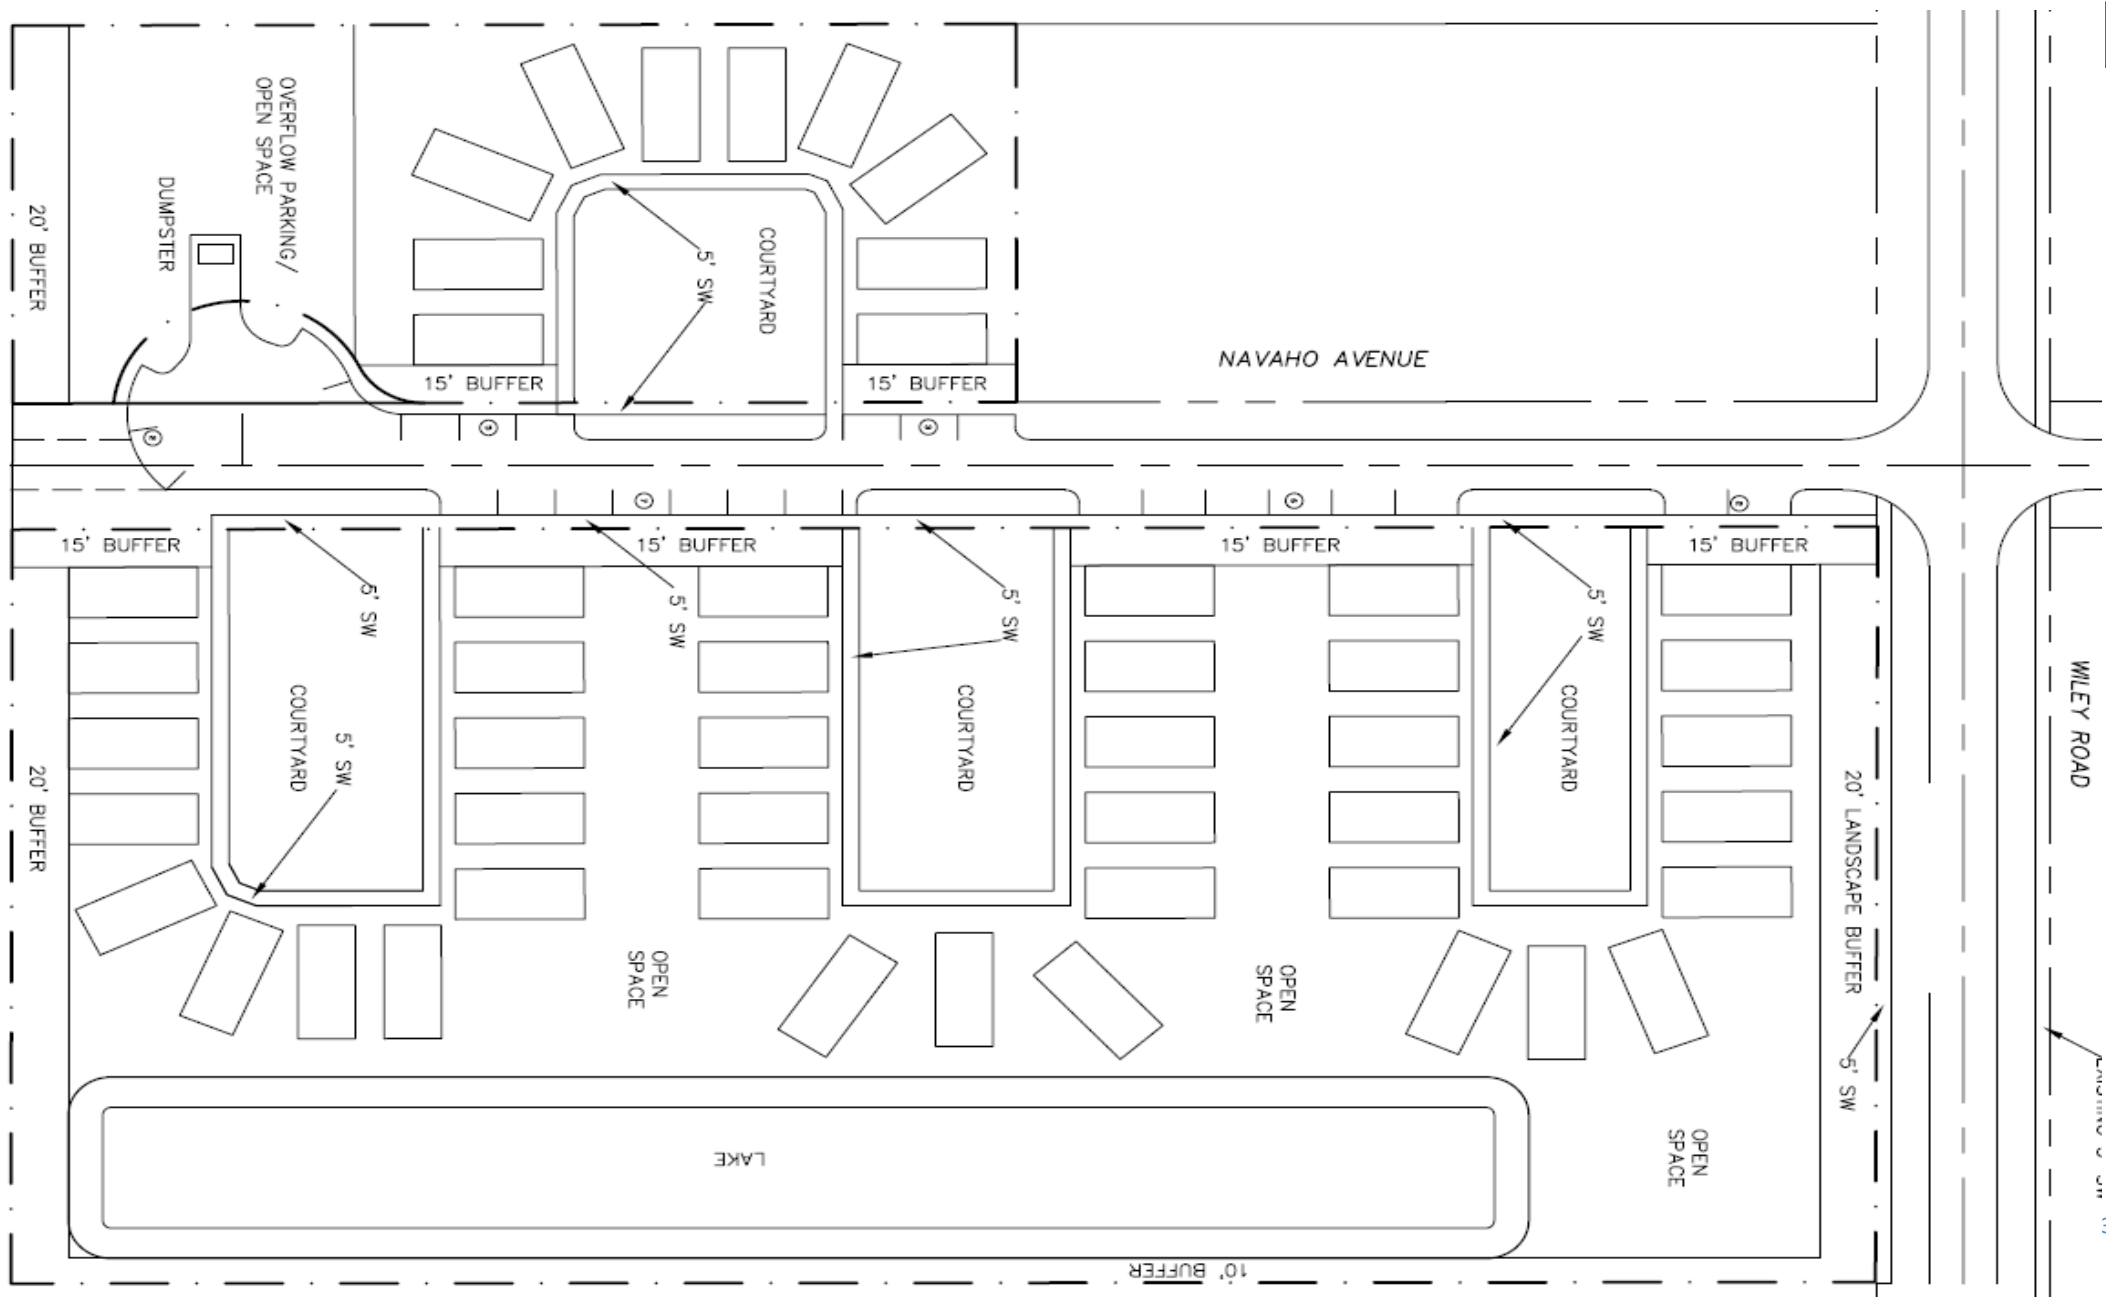 OVERFLOW PARKING/
OPEN SPACE
DUMPSTER
20' BUFFER
COURTYARD
5' SW
15' BUFFER
15' BUFFER
NAVAHO AVENUE
15' BUFFER
15' BUFFER
15' BUFFER
15' BUFFER
5' SW
5' SW
5' SW
5' SW
COURTYARD
5' SW
COURTYARD
COURTYARD
20' BUFFER
20' LANDSCAPE BUFFER
WILEY ROAD
OPEN
SPACE
OPEN
SPACE
5' SW
OPEN
SPACE
LAKE
10' BUFFER